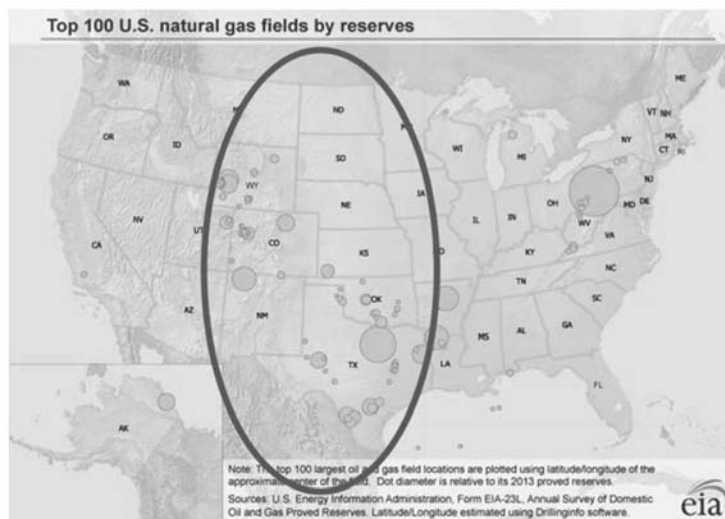 Top 100 U.S. natural gas fields by reserves
WA
ME
ND
VT
NH
OR
ID
SD
WI
MI
NY
MA
CT
RI
WY
IA
NE
NJ
NV
UT
IL
IN
OH
MD
DE
CO
WV
CA
KS
KY
VA
NC
TN
AZ
NM
OK
SC
MS
AL
GA
TX
LA
FL
AK
Note: The top 100 largest oil and gas field locations are plotted using latitude/longitude of the
approximate center of the field. Dot diameter is relative to its 2013 proved reserves.
Sources: U.S. Energy Information Administration, Form EIA-23L, Annual Survey of Domestic
Oil and Gas Proved Reserves. Latitude/Longitude estimated using Drillinginfo software.
eia